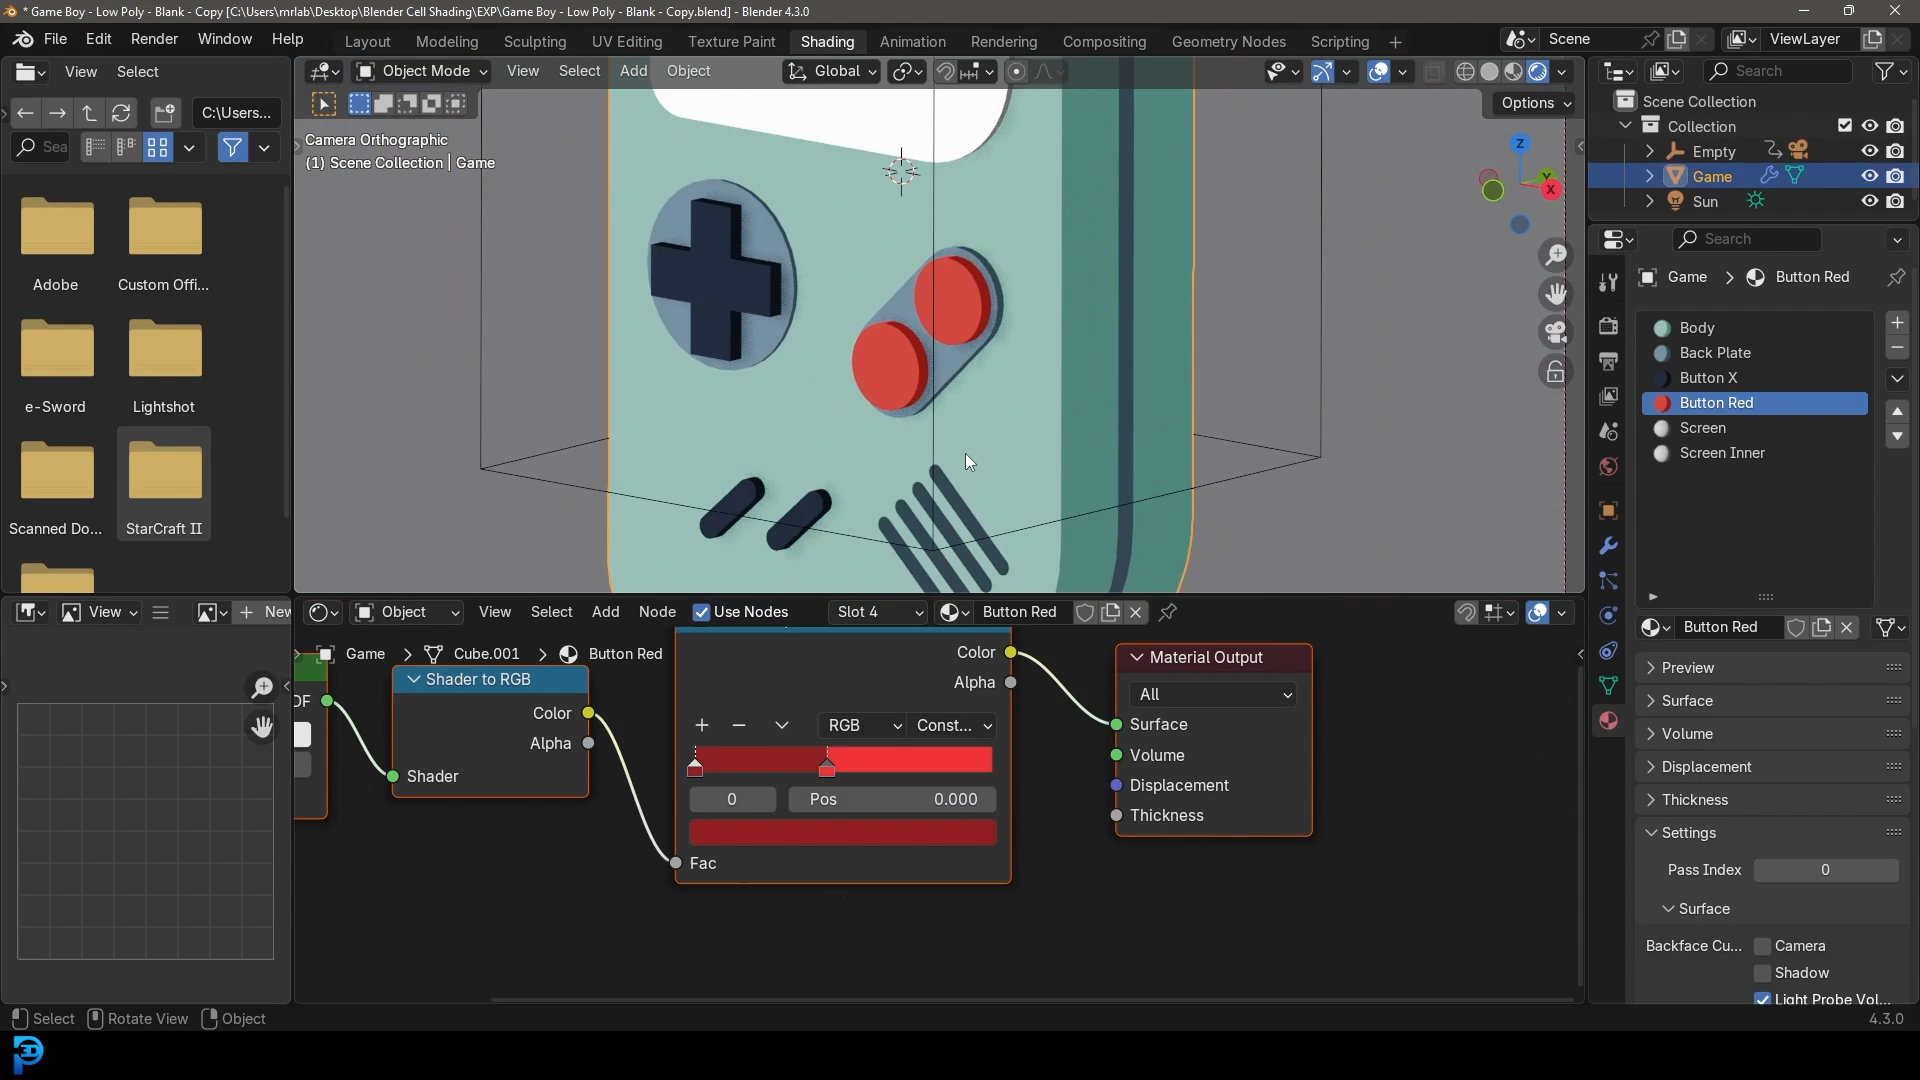 * Game Boy - Low Poly - Blank - Copy [C:\Users\mrlab\Desktop\Blender Cell Shading\EXP\Game Boy - Low Poly - Blank - Copy.blend] - Blender 4.3.0
File Edit Render Window Help Layout Modeling Sculpting UV Editing Texture Paint Shading Animation Rendering Compositing Geometry Nodes Scripting + Scene ViewLayer
View Select Object Mode View Select Add Object Global Search
C:\Users... Options
Sea
Scene Collection
Collection
Empty
Game
Sun
Camera Orthographic
(1) Scene Collection | Game
Z
Y
X
Adobe
Custom Offi...
e-Sword
Lightshot
Scanned Do...
StarCraft II
Search
Game > Button Red
Body
Back Plate
Button X
Button Red
Screen
Screen Inner
View + New Object View Select Add Node Use Nodes Slot 4 Button Red
Button Red
Game > Cube.001 > Button Red
DF
Shader to RGB
Color
Alpha
Shader
Color
Alpha
+ - RGB Const...
0 Pos 0.000
Fac
Material Output
All
Surface
Volume
Displacement
Thickness
Preview
Surface
Volume
Displacement
Thickness
Settings
Pass Index 0
Surface
Backface Cu... Camera
Shadow
Light Probe Vol...
Select Rotate View Object 4.3.0